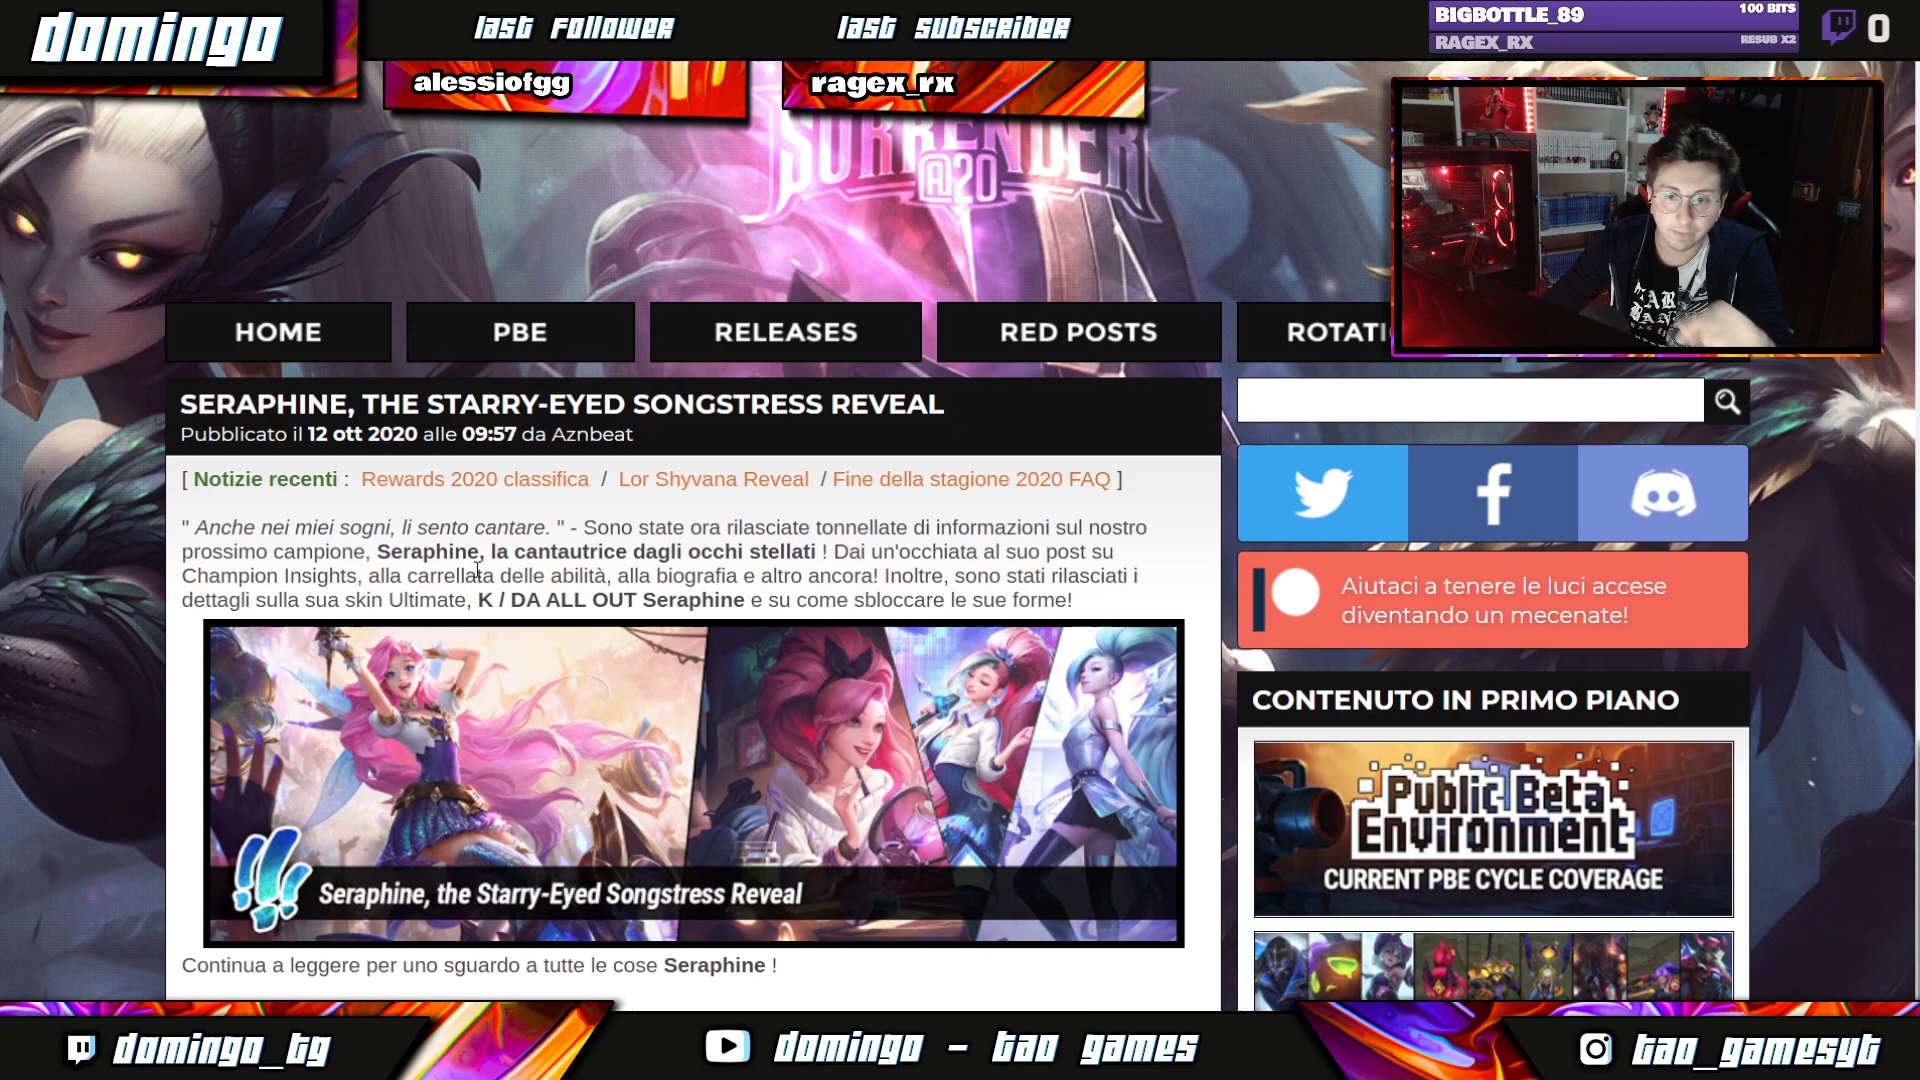 domingo
last follower
last subscriber
BIGBOTTLE_89
100 BITS
RAGEX_RX
RESUB X2
0
alessiofgg
ragex_rx
SURRENDER
@20
HOME
PBE
RELEASES
RED POSTS
ROTATI
SERAPHINE, THE STARRY-EYED SONGSTRESS REVEAL
Pubblicato il 12 ott 2020 alle 09:57 da Aznbeat
[ Notizie recenti : Rewards 2020 classifica / Lor Shyvana Reveal / Fine della stagione 2020 FAQ ]
" Anche nei miei sogni, li sento cantare. " - Sono state ora rilasciate tonnellate di informazioni sul nostro
prossimo campione, Seraphine, la cantautrice dagli occhi stellati ! Dai un'occhiata al suo post su
Champion Insights, alla carrellata delle abilità, alla biografia e altro ancora! Inoltre, sono stati rilasciati i
dettagli sulla sua skin Ultimate, K / DA ALL OUT Seraphine e su come sbloccare le sue forme!
Seraphine, the Starry-Eyed Songstress Reveal
Continua a leggere per uno sguardo a tutte le cose Seraphine !
Aiutaci a tenere le luci accese
diventando un mecenate!
CONTENUTO IN PRIMO PIANO
Public Beta
Environment
CURRENT PBE CYCLE COVERAGE
domingo_tg
domingo - tao games
tao_gamesyt